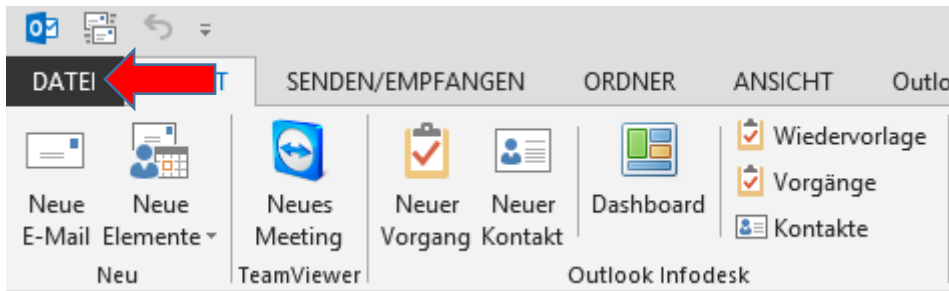 DATEI T SENDEN/EMPFANGEN ORDNER ANSICHT Outlo
Neue E-Mail
Neue Elemente
Neues Meeting
Neuer Vorgang
Neuer Kontakt
Dashboard
Wiedervorlage
Vorgänge
Kontakte
Neu TeamViewer Outlook Infodesk